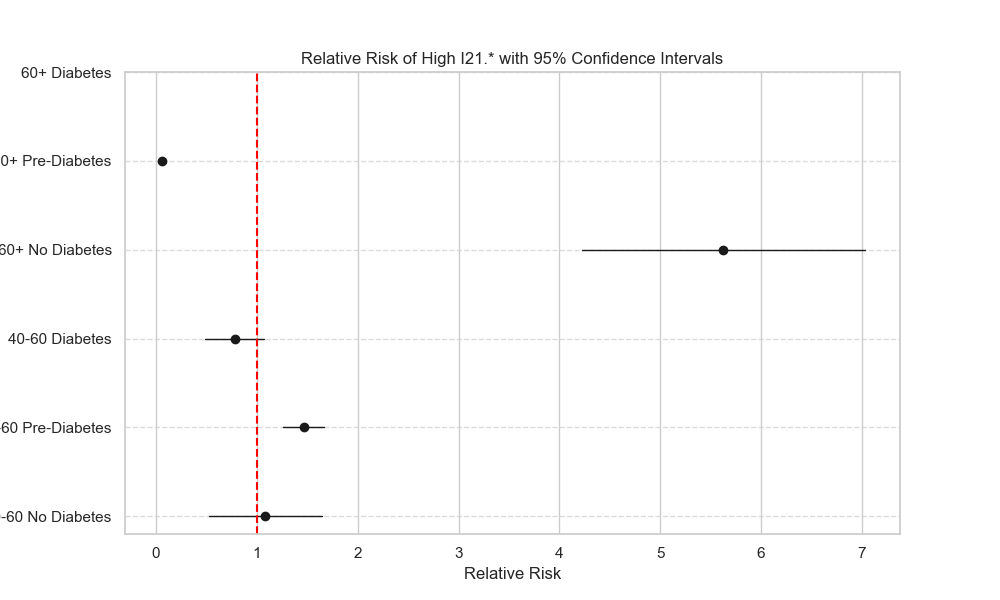 Relative Risk of High I21.* with 95% Confidence Intervals
60+ Diabetes
0+ Pre-Diabetes
60+ No Diabetes
40-60 Diabetes
-60 Pre-Diabetes
-60 No Diabetes
0 1 2 3 4 5 6 7
Relative Risk